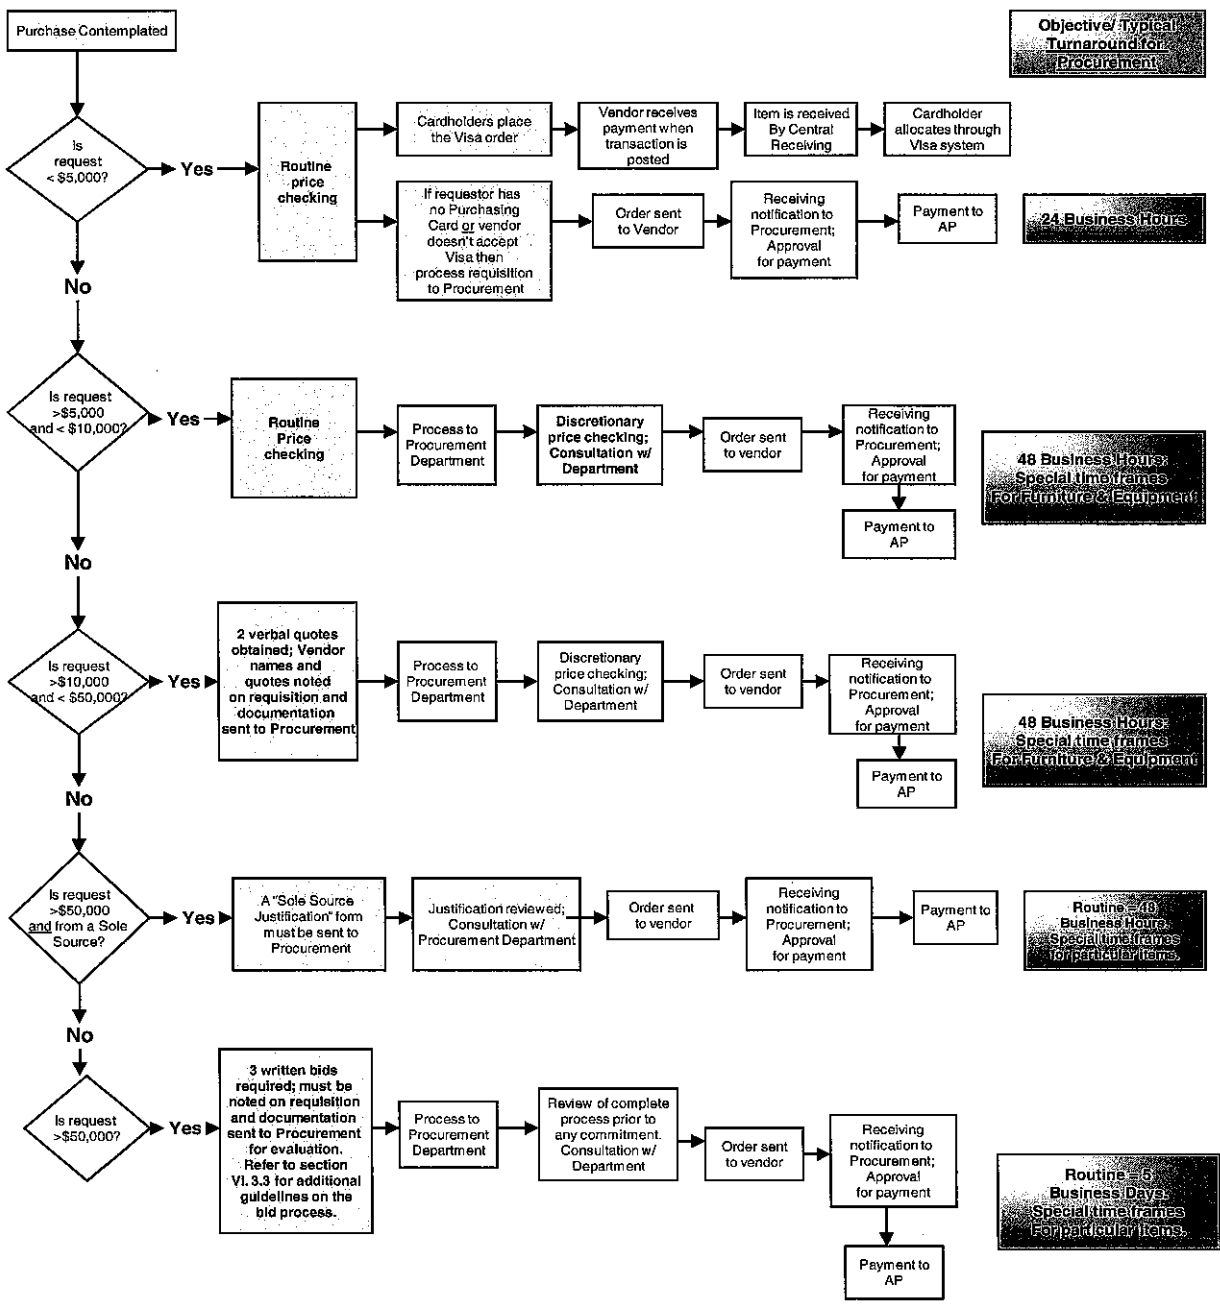 Purchase Contemplated
Objective/ Typical
Turnaround for
Procurement
Is
request
< $5,000?
Yes
Routine
price
checking
Cardholders place
the Visa order
Vendor receives
payment when
transaction is
posted
Item is received
By Central
Receiving
Cardholder
allocates through
Visa system
If requestor has
no Purchasing
Card or vendor
doesn't accept
Visa then
process requisition
to Procurement
Order sent
to Vendor
Receiving
notification to
Procurement;
Approval
for payment
Payment to
AP
24 Business Hours
No
Is request
>$5,000
and < $10,000?
Yes
Routine
Price
checking
Process to
Procurement
Department
Discretionary
price checking;
Consultation w/
Department
Order sent
to vendor
Receiving
notification to
Procurement;
Approval
for payment
Payment to
AP
48 Business Hours:
Special time frames
For Furniture & Equipment
No
Is request
>$10,000
and < $50,000?
Yes
2 verbal quotes
obtained; Vendor
names and
quotes noted
on requisition and
documentation
sent to Procurement
Process to
Procurement
Department
Discretionary
price checking;
Consultation w/
Department
Order sent
to vendor
Receiving
notification to
Procurement;
Approval
for payment
Payment to
AP
48 Business Hours:
Special time frames
For Furniture & Equipment
No
Is request
>$50,000
and from a Sole
Source?
Yes
A "Sole Source
Justification" form
must be sent to
Procurement
Justification reviewed;
Consultation w/
Procurement Department
Order sent to
vendor
Receiving
notification to
Procurement;
Approval
for payment
Payment to
AP
Routine = 48
Business Hours.
Special time frames
for particular items.
No
Is request
>$50,000?
Yes
3 written bids
required; must be
noted on requisition
and documentation
sent to Procurement
for evaluation.
Refer to section
VI. 3.3 for additional
guidelines on the
bid process.
Process to
Procurement
Department
Review of complete
process prior to
any commitment.
Consultation w/
Department
Order sent
to vendor
Receiving
notification to
Procurement;
Approval
for payment
Payment to
AP
Routine = 5
Business Days.
Special time frames
For particular items.